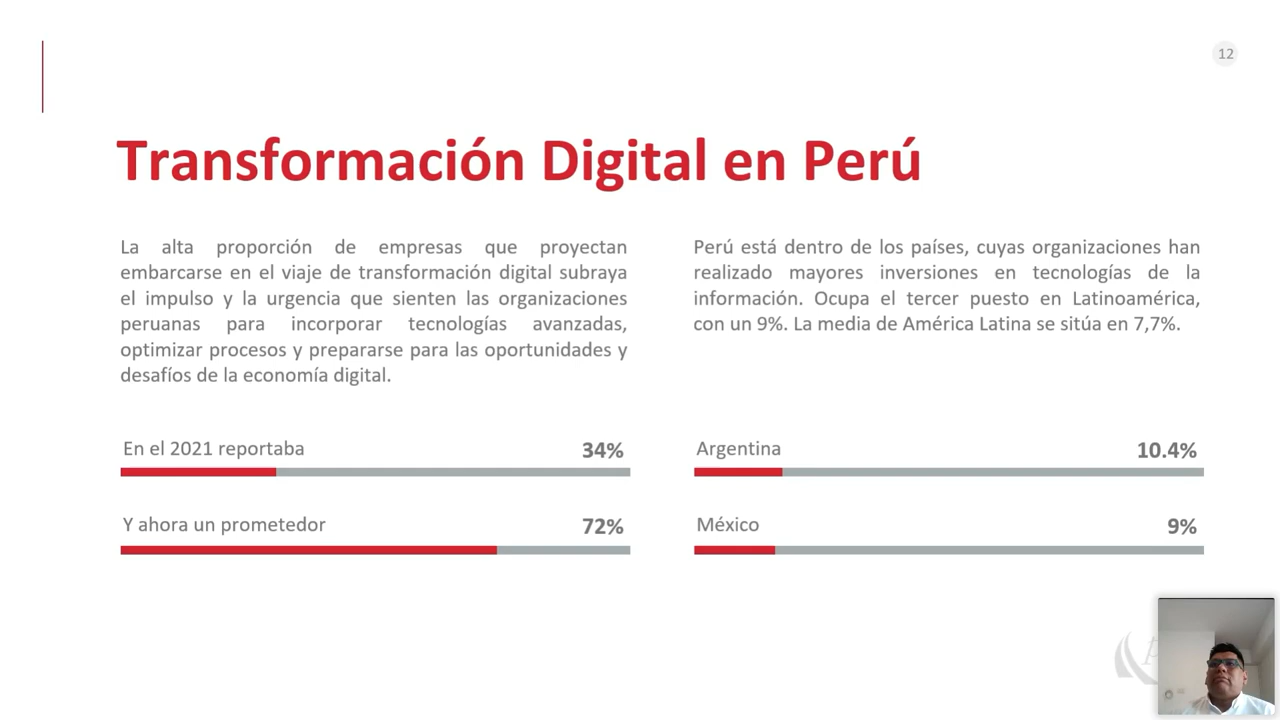 12
Transformación Digital en Perú
La alta proporción de empresas que proyectan
embarcarse en el viaje de transformación digital subraya
el impulso y la urgencia que sienten las organizaciones
peruanas para incorporar tecnologías avanzadas,
optimizar procesos y prepararse para las oportunidades y
desafíos de la economía digital.
Perú está dentro de los países, cuyas organizaciones han
realizado mayores inversiones en tecnologías de la
información. Ocupa el tercer puesto en Latinoamérica,
con un 9%. La media de América Latina se sitúa en 7,7%.
En el 2021 reportaba 34%
Y ahora un prometedor 72%
Argentina 10.4%
México 9%